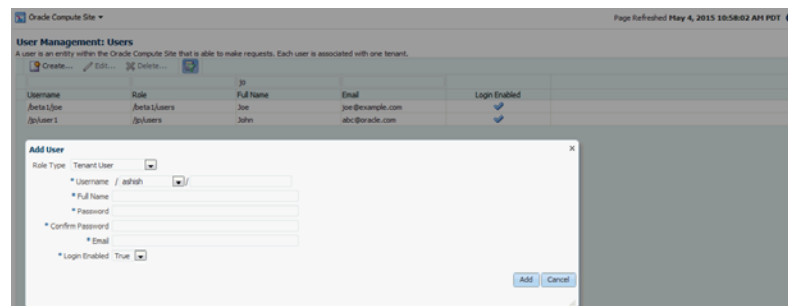 Oracle Compute Site
Page Refreshed May 4, 2015 10:58:02 AM PDT
User Management: Users
A user is an entity within the Oracle Compute Site that is able to make requests. Each user is associated with one tenant.
Create... Edit... Delete...
jo
Username Role Full Name Email Login Enabled
/beta1/joe /beta1/users Joe joe@example.com
/jp/user1 /jp/users John abc@oracle.com
Add User
Role Type Tenant User
* Username / ashish /
* Full Name
* Password
* Confirm Password
* Email
* Login Enabled True
Add Cancel